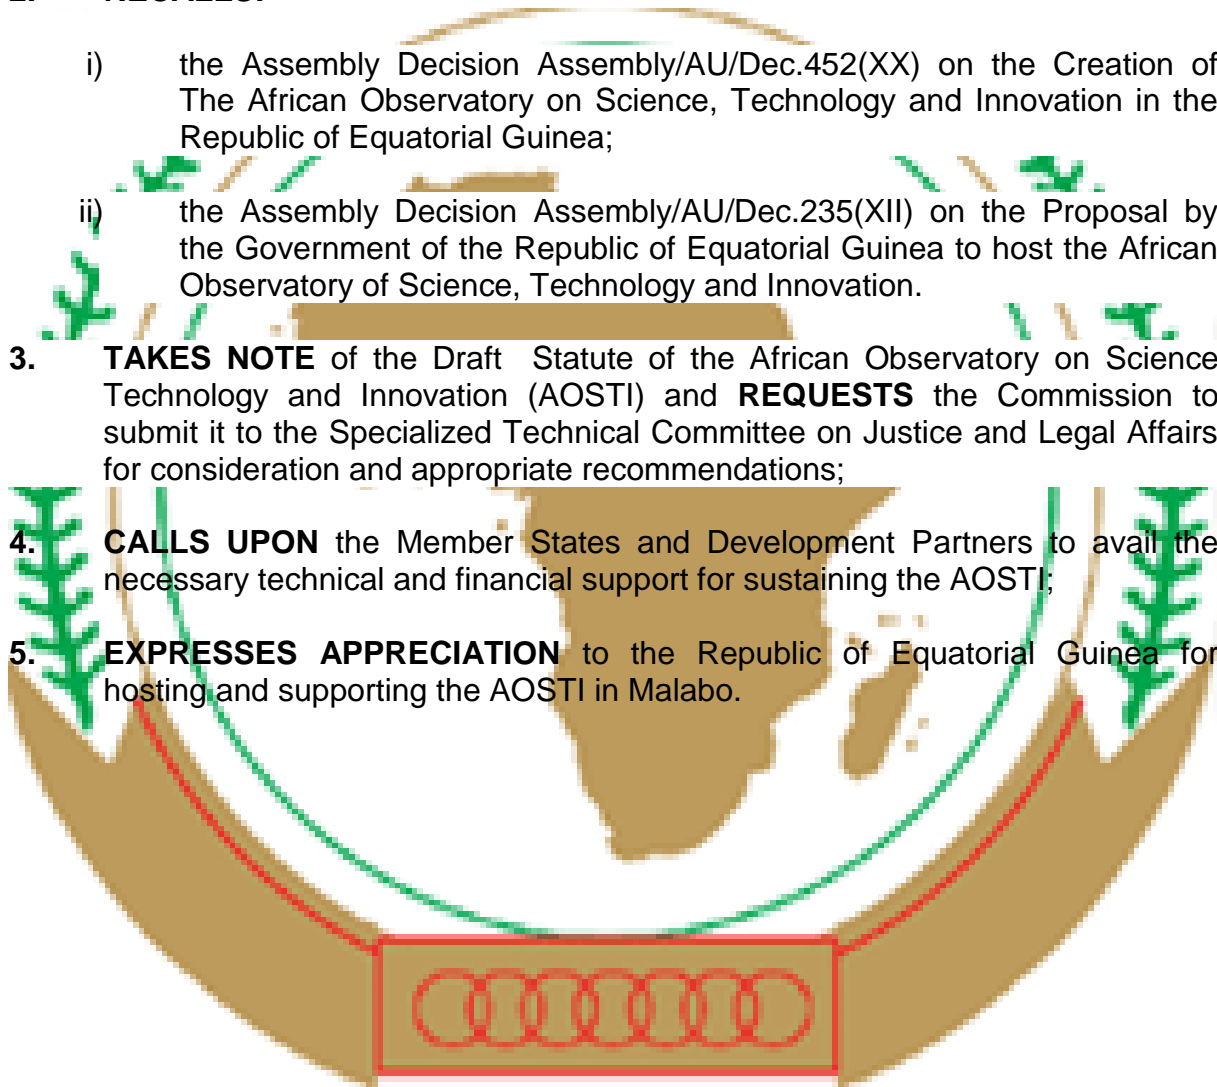 2. RECALLS:
i) the Assembly Decision Assembly/AU/Dec.452(XX) on the Creation of
The African Observatory on Science, Technology and Innovation in the
Republic of Equatorial Guinea;
ii) the Assembly Decision Assembly/AU/Dec.235(XII) on the Proposal by
the Government of the Republic of Equatorial Guinea to host the African
Observatory of Science, Technology and Innovation.
3. TAKES NOTE of the Draft Statute of the African Observatory on Science
Technology and Innovation (AOSTI) and REQUESTS the Commission to
submit it to the Specialized Technical Committee on Justice and Legal Affairs
for consideration and appropriate recommendations;
4. CALLS UPON the Member States and Development Partners to avail the
necessary technical and financial support for sustaining the AOSTI;
5. EXPRESSES APPRECIATION to the Republic of Equatorial Guinea for
hosting and supporting the AOSTI in Malabo.